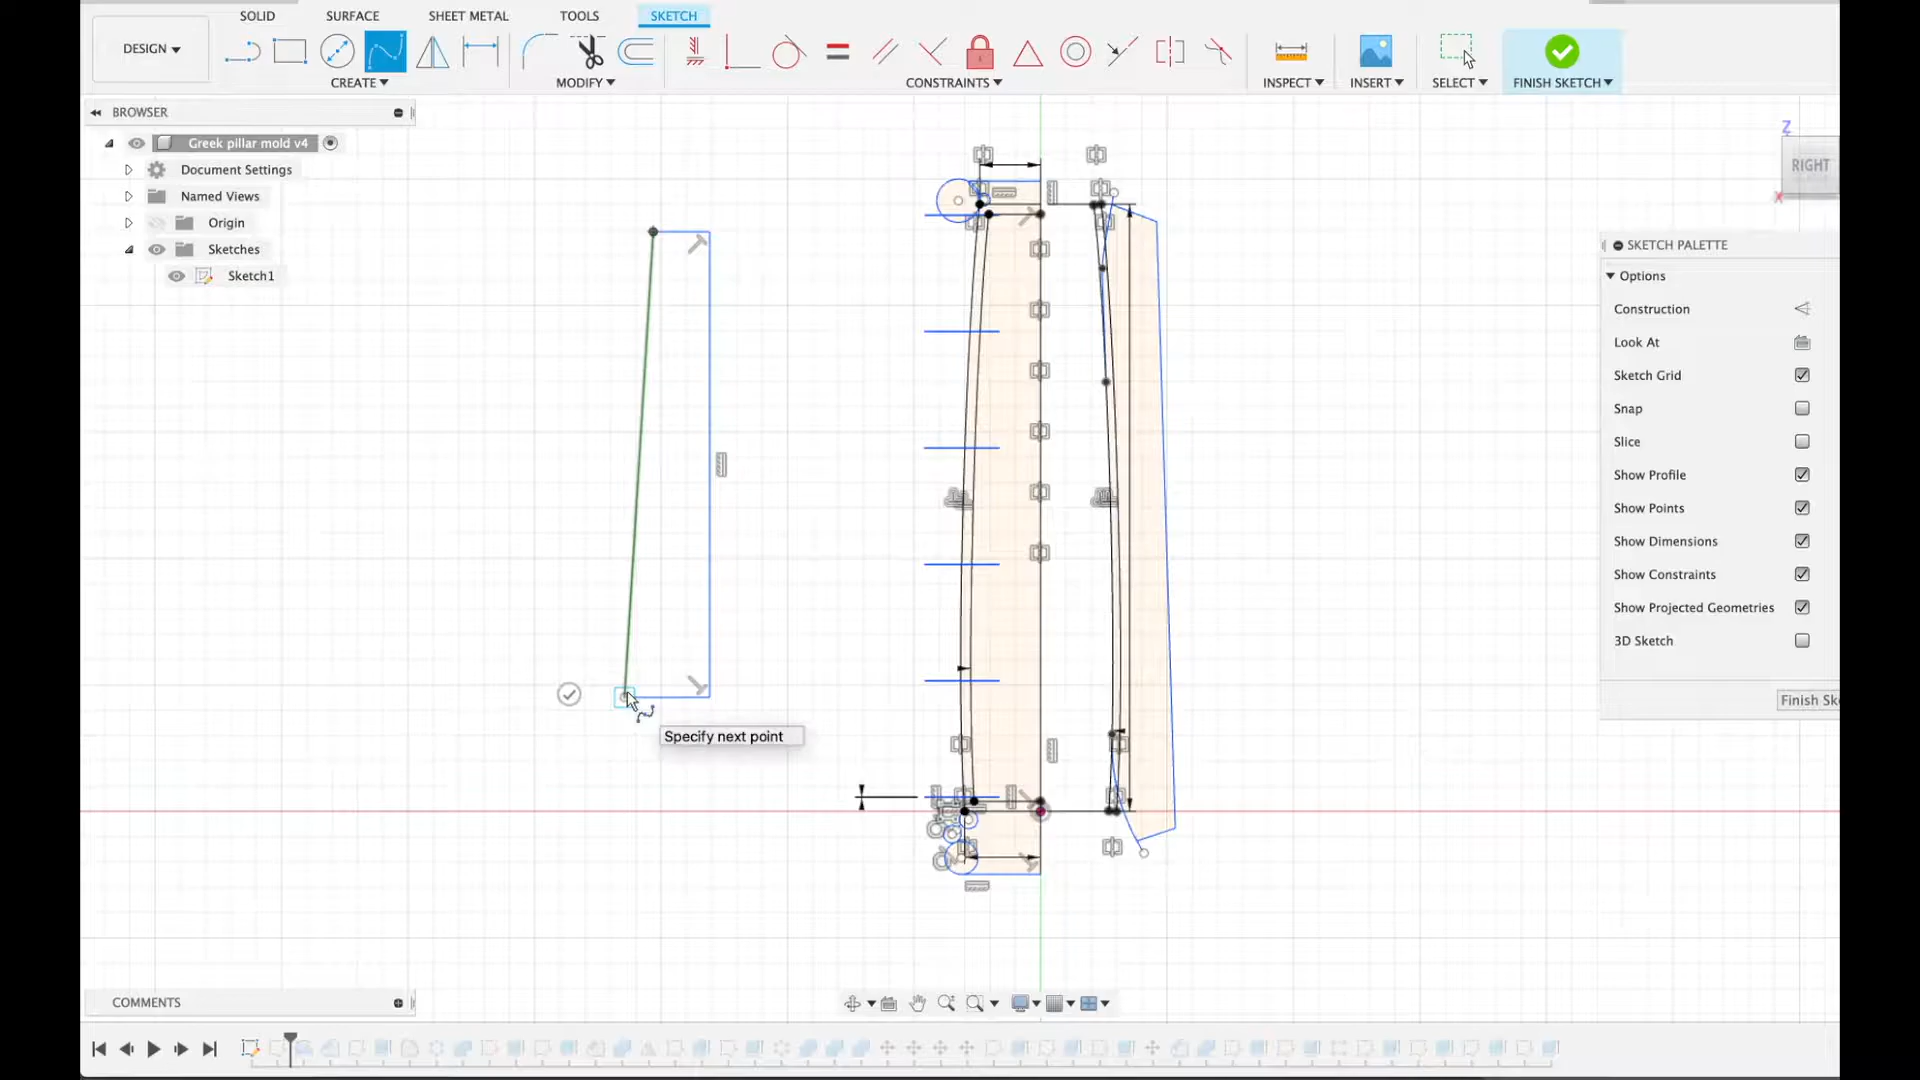 SOLID SURFACE SHEET METAL TOOLS SKETCH
DESIGN
CREATE MODIFY CONSTRAINTS INSPECT INSERT SELECT FINISH SKETCH
BROWSER
Greek pillar mold v4
Document Settings
Named Views
Origin
Sketches
Sketch1
Z
RIGHT
X
SKETCH PALETTE
Options
Construction
Look At
Sketch Grid
Snap
Slice
Show Profile
Show Points
Show Dimensions
Show Constraints
Show Projected Geometries
3D Sketch
Finish Sk
Specify next point
COMMENTS